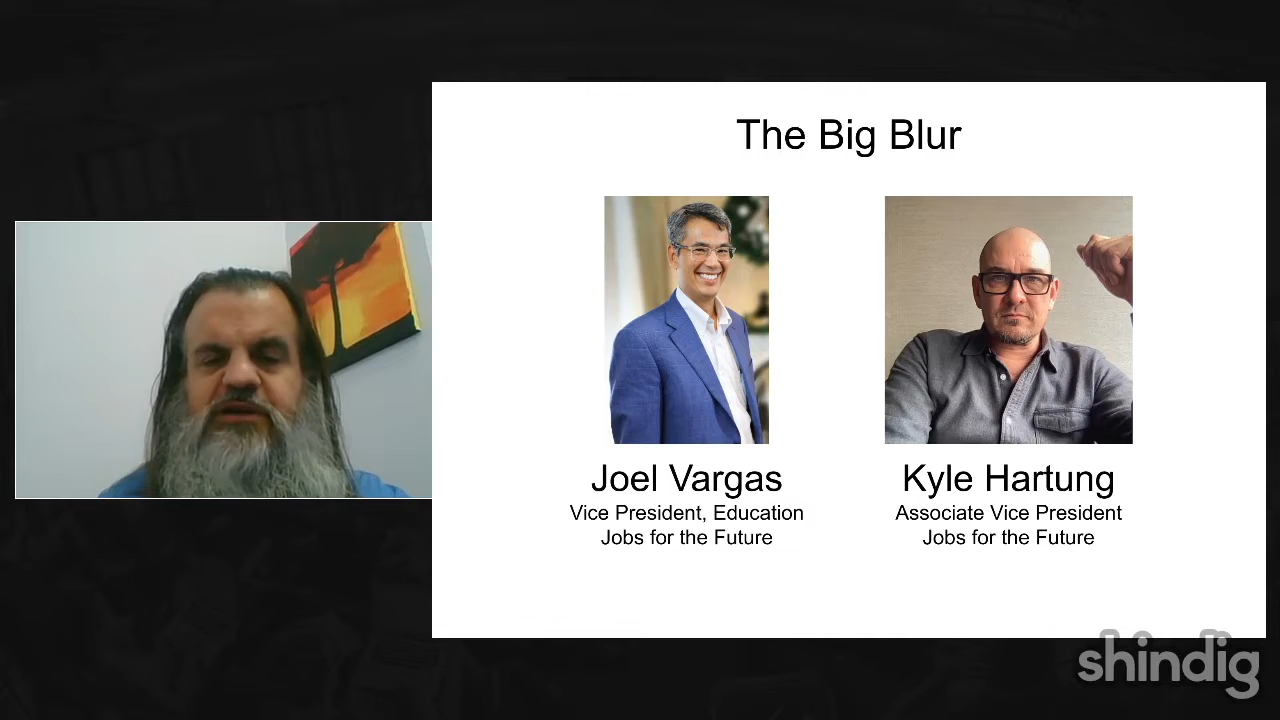 The Big Blur
Joel Vargas
Vice President, Education
Jobs for the Future
Kyle Hartung
Associate Vice President
Jobs for the Future
shindig